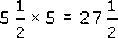 5 1/2 × 5 = 27 1/2